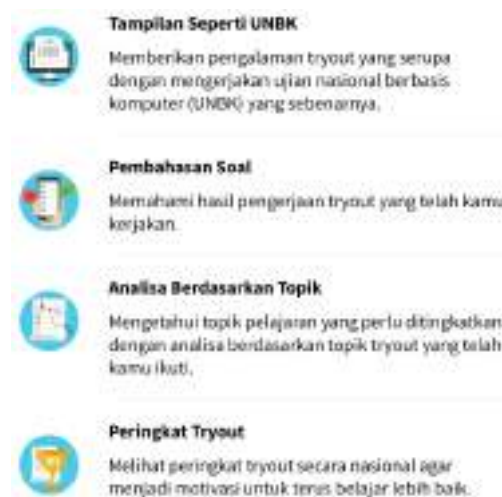 Tampilan Seperti UNBK
Memberikan pengalaman tryout yang serupa
dengan mengerjakan ujian nasional berbasis
komputer (UNBK) yang sebenarnya.
Pembahasan Soal
Memahami hasil pengerjaan tryout yang telah kamu
kerjakan.
Analisa Berdasarkan Topik
Mengetahui topik pelajaran yang perlu ditingkatkan
dengan analisa berdasarkan topik tryout yang telah
kamu ikuti.
Peringkat Tryout
Melihat peringkat tryout secara nasional agar
menjadi motivasi untuk terus belajar lebih baik.